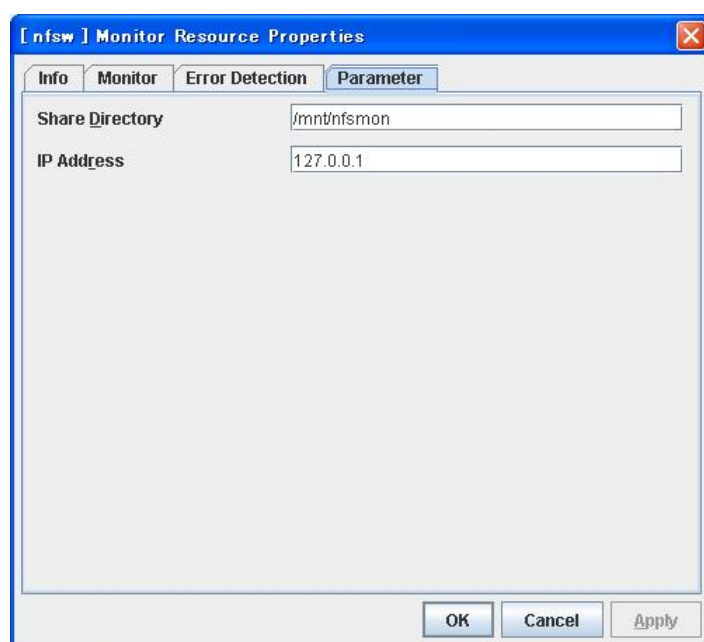 [ nfsw ] Monitor Resource Properties
Info Monitor Error Detection Parameter
Share Directory /mnt/nfsmon
IP Address 127.0.0.1
OK Cancel Apply